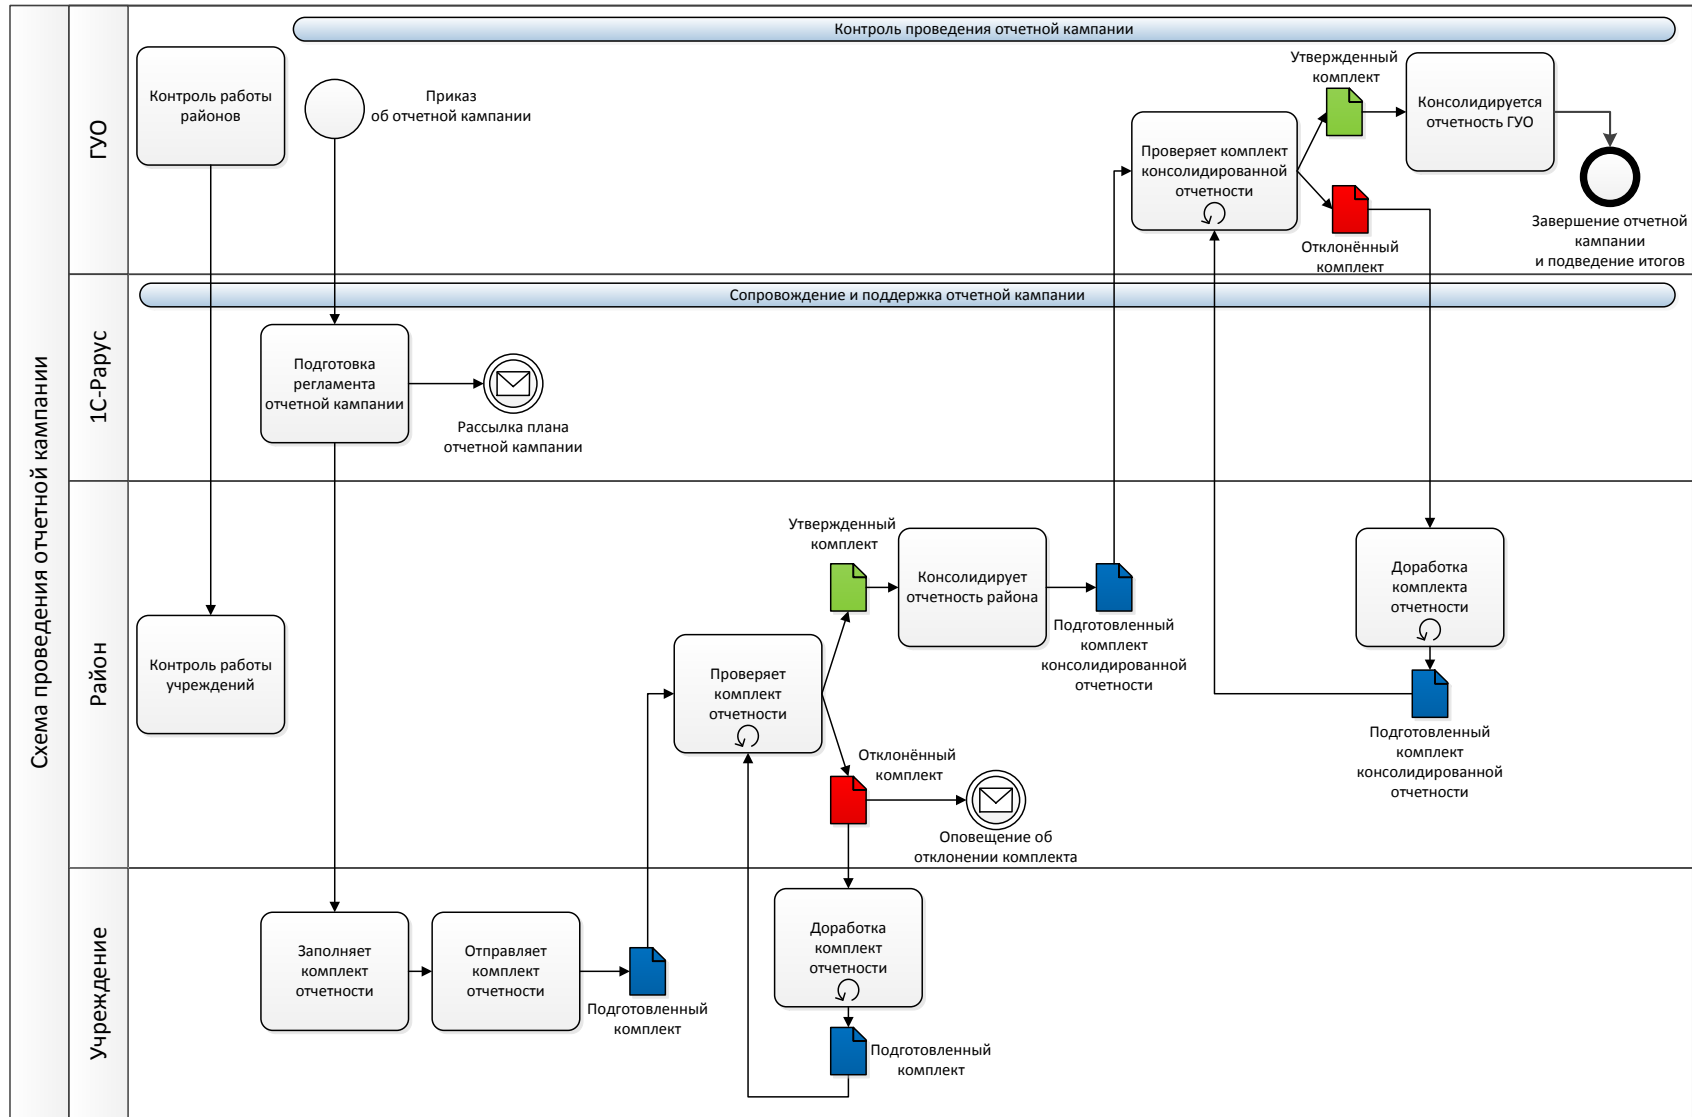 Схема проведения отчетной кампании
ГУО
Контроль проведения отчетной кампании
Контроль работы
районов
Приказ
об отчетной кампании
Проверяет комплект
консолидированной
отчетности
Утвержденный
комплект
Отклонённый
комплект
Консолидируется
отчетность ГУО
Завершение отчетной
кампании
и подведение итогов
1С-Рарус
Сопровождение и поддержка отчетной кампании
Подготовка
регламента
отчетной кампании
Рассылка плана
отчетной кампании
Район
Контроль работы
учреждений
Проверяет
комплект
отчетности
Утвержденный
комплект
Консолидирует
отчетность района
Подготовленный
комплект
консолидированной
отчетности
Отклонённый
комплект
Оповещение об
отклонении комплекта
Доработка
комплекта
отчетности
Подготовленный
комплект
консолидированной
отчетности
Учреждение
Заполняет
комплект
отчетности
Отправляет
комплект
отчетности
Подготовленный
комплект
Доработка
комплект
отчетности
Подготовленный
комплект